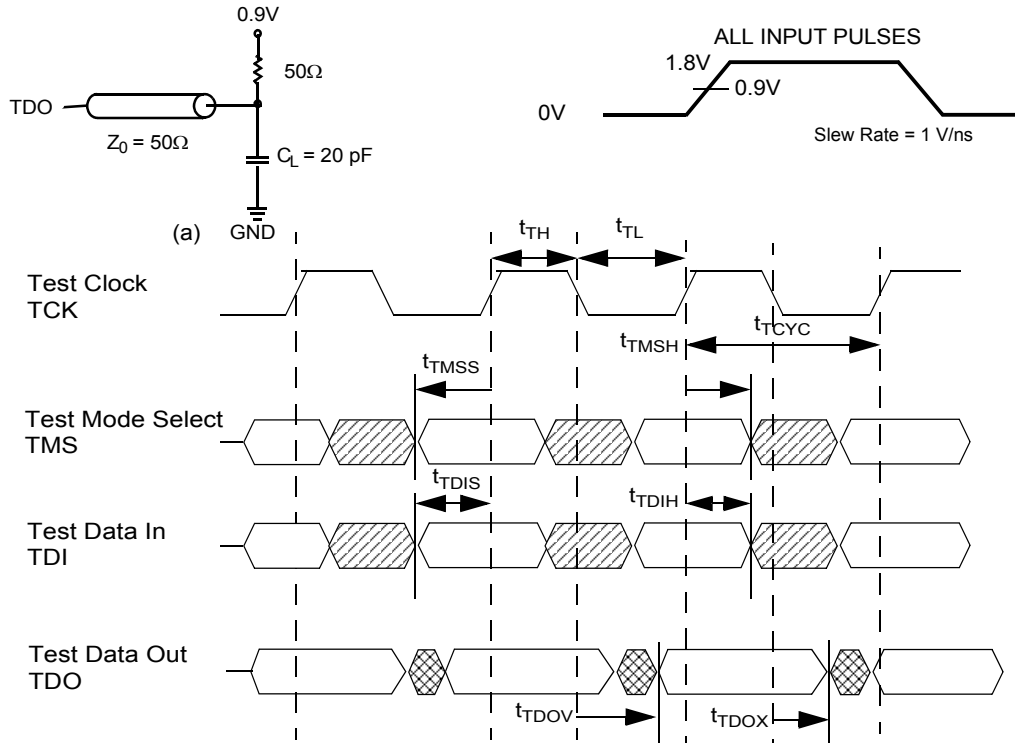 0.9V
ALL INPUT PULSES
50Ω
1.8V
0.9V
TDO
0V
Z0 = 50Ω
CL = 20 pF
Slew Rate = 1 V/ns
(a)
GND
tTH
tTL
Test Clock
TCK
tTCYC
tTMSH
tTMSS
Test Mode Select
TMS
tTDIS
tTDIH
Test Data In
TDI
Test Data Out
TDO
tTDOV
tTDOX